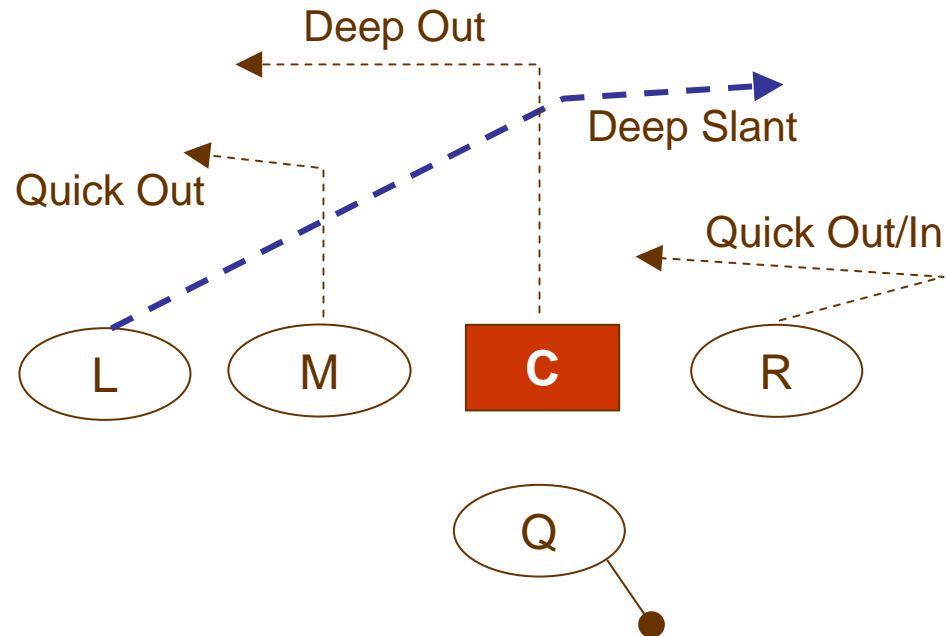 Deep Out
Deep Slant
Quick Out
Quick Out/In
L M C R
Q